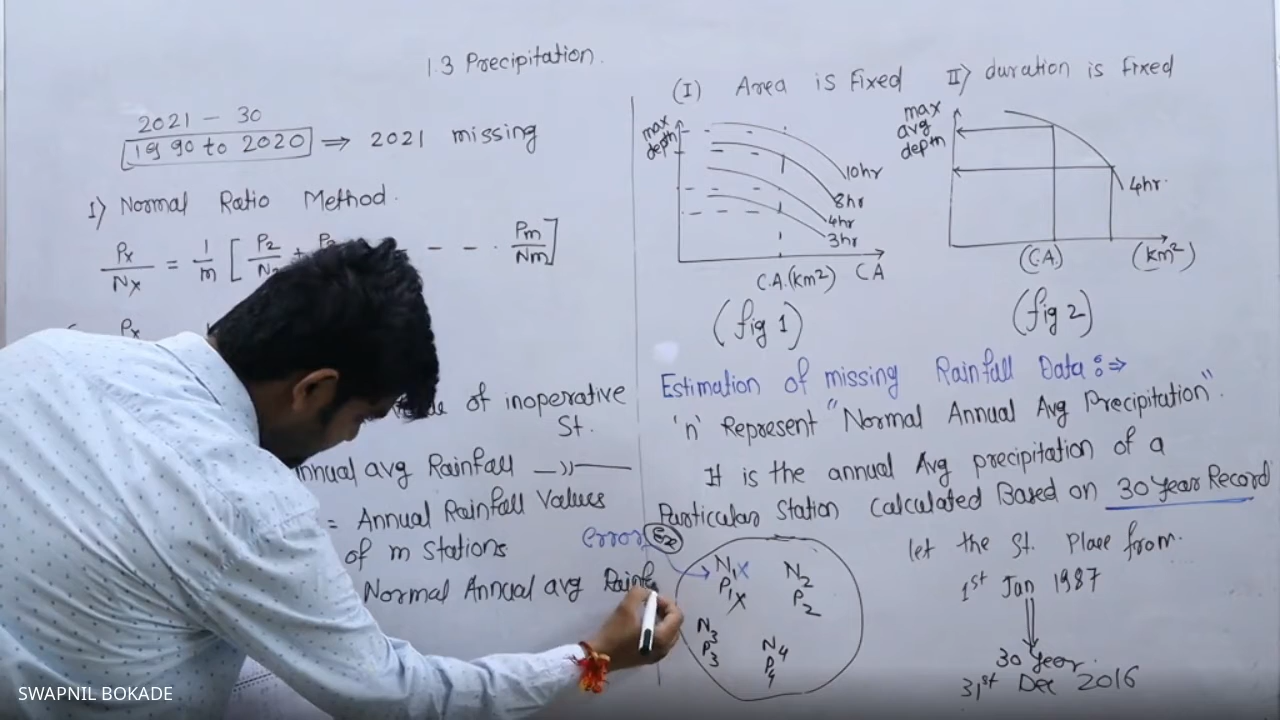 1.3 Precipitation.
2021 - 30
1990 to 2020 ⇒ 2021 missing
I) Normal Ratio Method.
Px/Nx = 1/m [ P2/N2 + - - - . Pm/Nm ]
Px
of inoperative
St.
Annual avg Rainfall —〃—
= Annual Rainfall Values
of m stations
Normal Annual avg Rainf
(I) Area is Fixed
max
depth
10hr
8hr
4hr
3hr
C.A.(km²) CA
(fig 1)
II) duration is fixed
max
avg
depth
4hr.
(C.A.) (km²)
(fig 2)
Estimation of missing Rainfall Data :⇒
'n' Represent "Normal Annual Avg Precipitation".
It is the annual Avg precipitation of a
Particular Station Calculated Based on 30 year Record
error Ex
N1 X N2
P1 X P2
N3 N4
P3 P4
let the St. Place from.
1st Jan 1987
30 year.
31st Dec 2016
SWAPNIL BOKADE